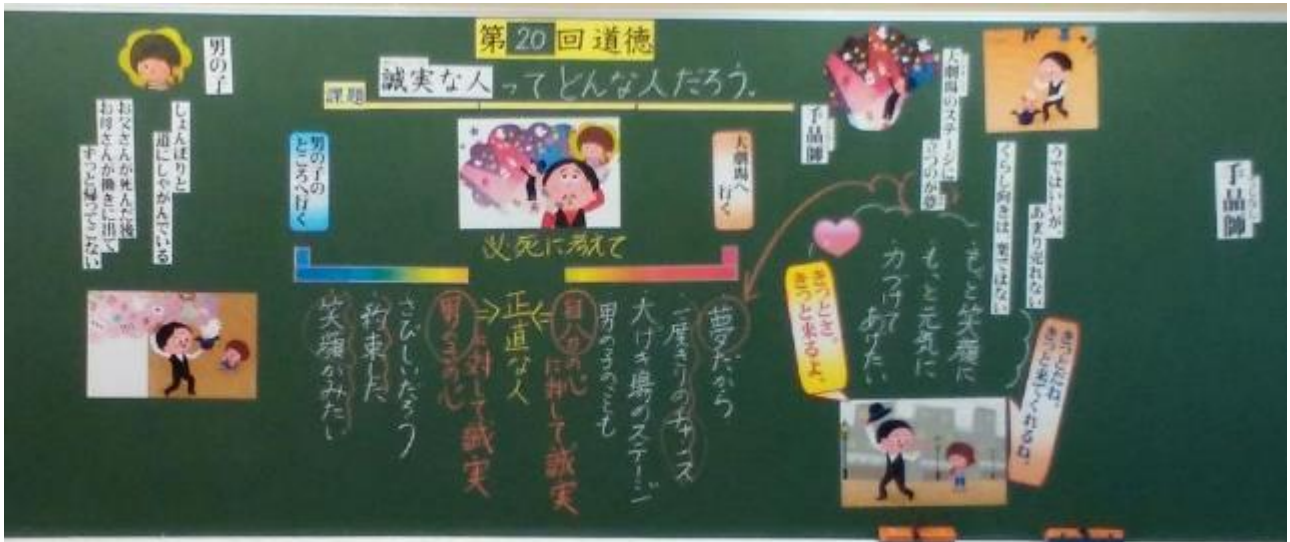 第20回道徳
課題 誠実な人ってどんな人だろう。
手品師
うではいいが
あまり売れない
くらし向きは 楽ではない
大劇場のステージに
立つのが夢
手品師
きっとだね。
きっと来てくれるね。
きっとさ。
きっと来るよ。
もっと笑顔に
もっと元気に
力づけて
あげたい
大劇場へ
行く
必死に考えて
男の子の
ところへ行く
夢だから
一度きりのチャンス
大げき場のステージ
男の子のことも
自分の心に対して誠実
正直な人
男の子の心に対して誠実
さびしいだろう
約束した
笑顔がみたい
男の子
しょんぼりと
道にしゃがんでいる
お父さんが死んだ後
お母さんが働きに出て
ずっと帰ってこない